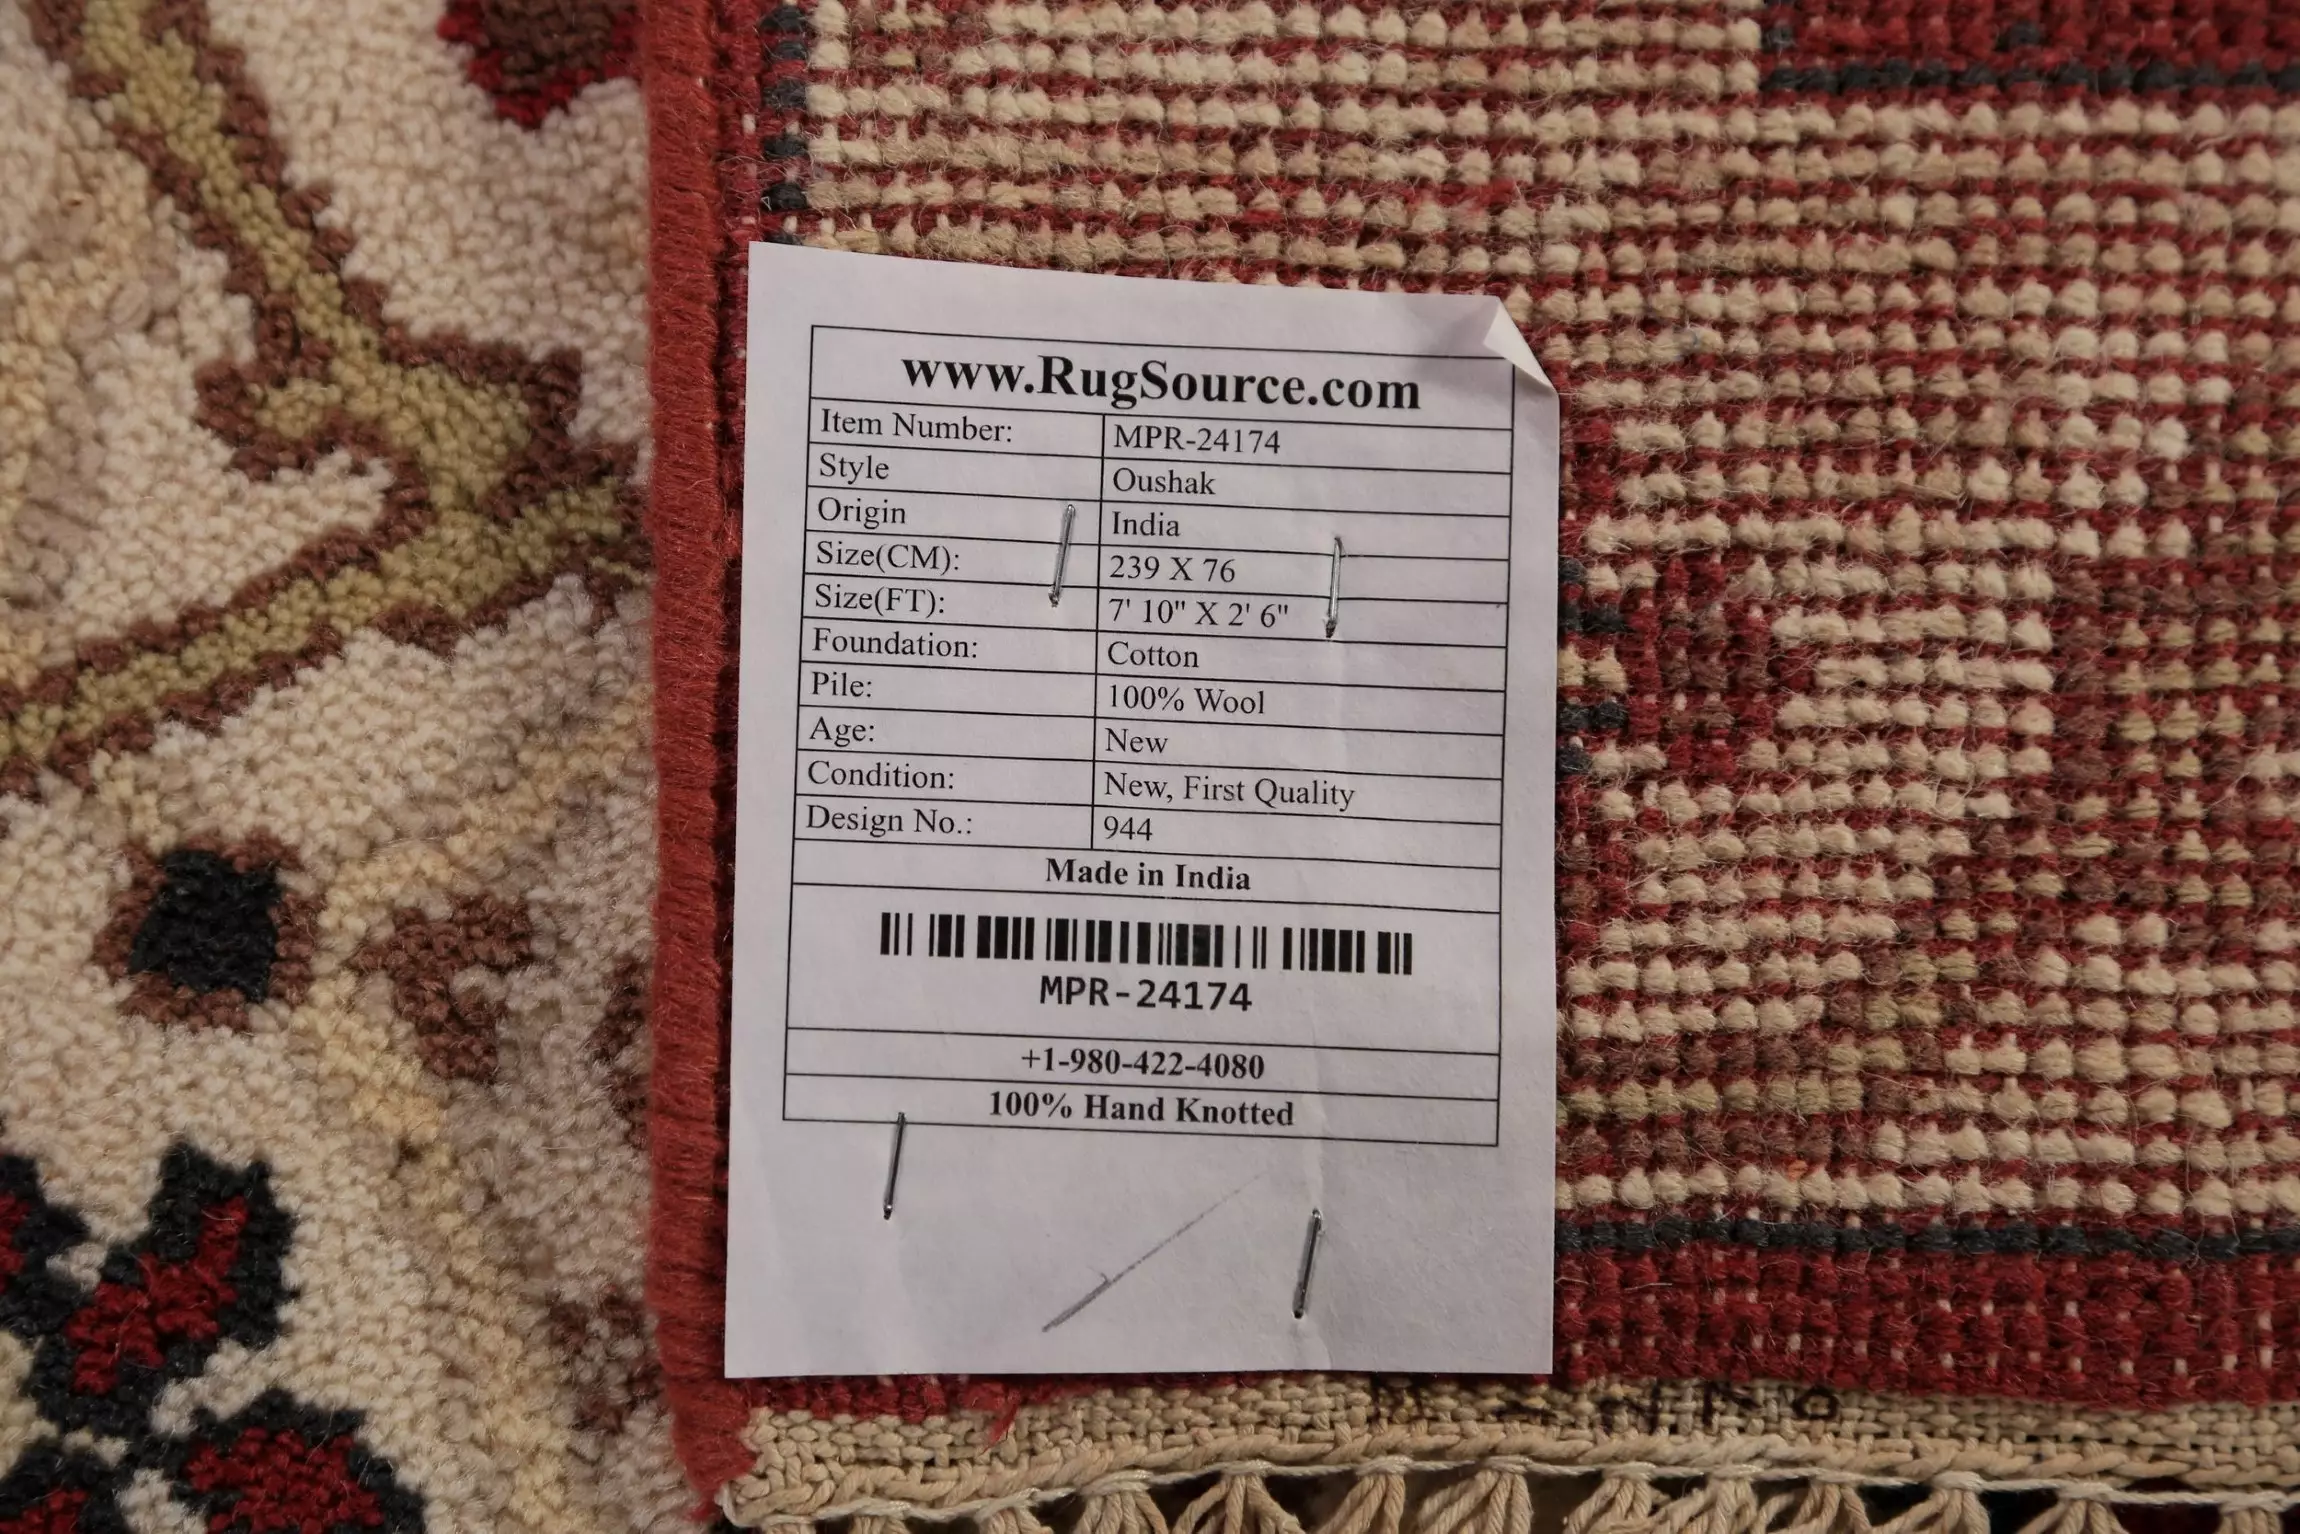 www.RugSource.com
Item Number: MPR-24174
Style Oushak
Origin India
Size(CM): 239 X 76
Size(FT): 7' 10" X 2' 6"
Foundation: Cotton
Pile: 100% Wool
Age: New
Condition: New, First Quality
Design No.: 944
Made in India
MPR-24174
+1-980-422-4080
100% Hand Knotted